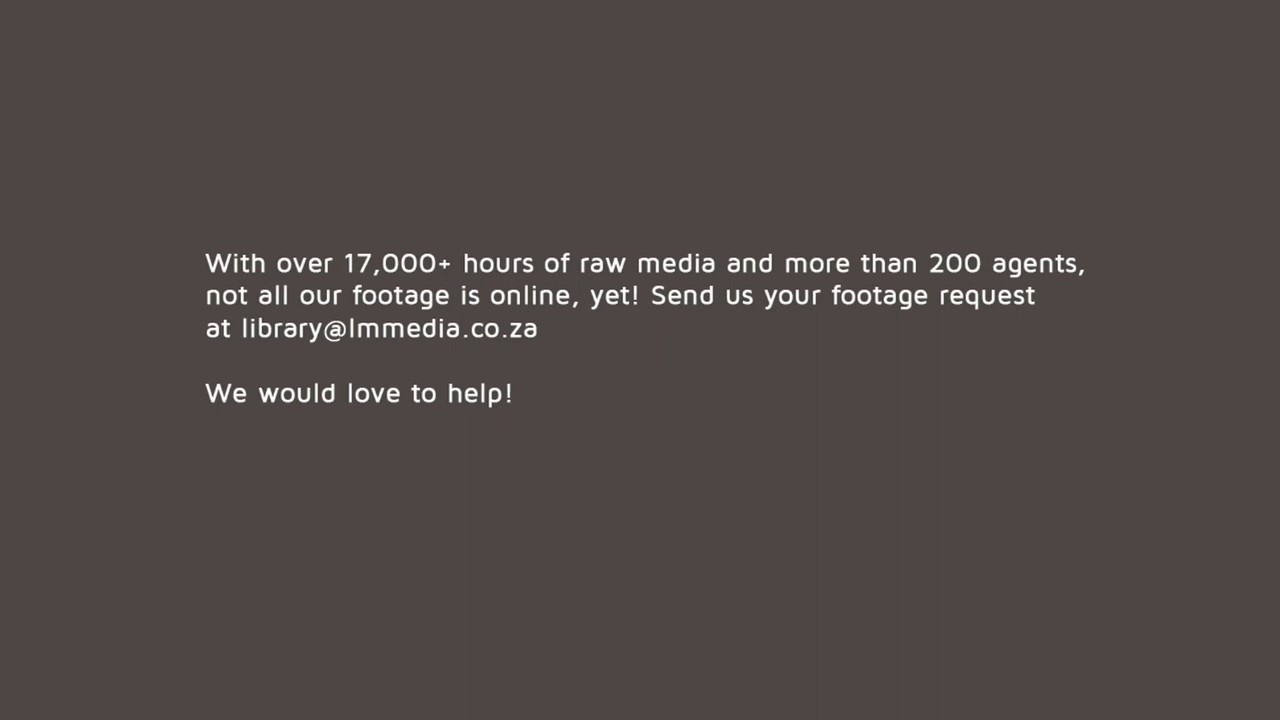 With over 17,000+ hours of raw media and more than 200 agents,
not all our footage is online, yet! Send us your footage request
at library@lmmedia.co.za
We would love to help!